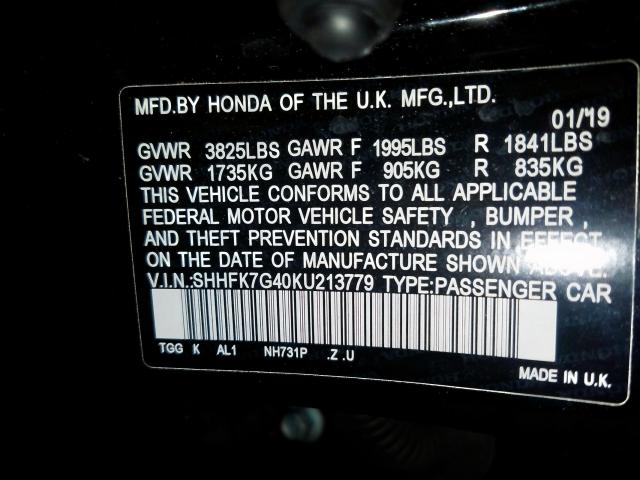 MFD.BY HONDA OF THE U.K. MFG.,LTD.
01/'19
GVWR 3825LBS GAWR F 1995LBS R 1841LBS
GVWR 1735KG GAWR F 905KG R 835KG
THIS VEHICLE CONFORMS TO ALL APPLICABLE
FEDERAL MOTOR VEHICLE SAFETY , BUMPER ,
AND THEFT PREVENTION STANDARDS IN EFFECT
ON THE DATE OF MANUFACTURE SHOWN ABOVE.
V.I.N.:SHHFK7G40KU213779 TYPE:PASSENGER CAR
TGG K AL1 NH731P .Z .U
MADE IN U.K.